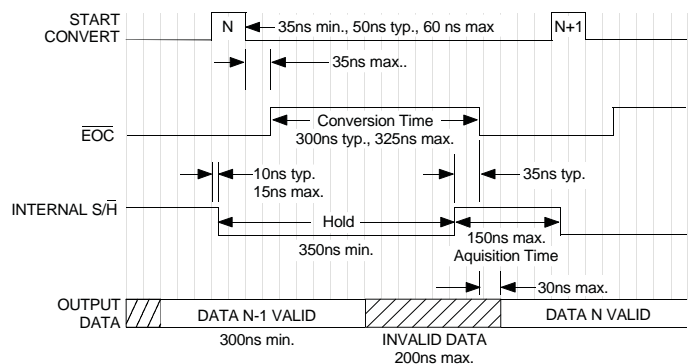 START CONVERT
N
35ns min., 50ns typ., 60 ns max
N+1
35ns max..
EOC
Conversion Time
300ns typ., 325ns max.
10ns typ.
15ns max.
35ns typ.
INTERNAL S/H
Hold
350ns min.
150ns max.
Aquisition Time
30ns max.
OUTPUT DATA
DATA N-1 VALID
300ns min.
INVALID DATA
200ns max.
DATA N VALID